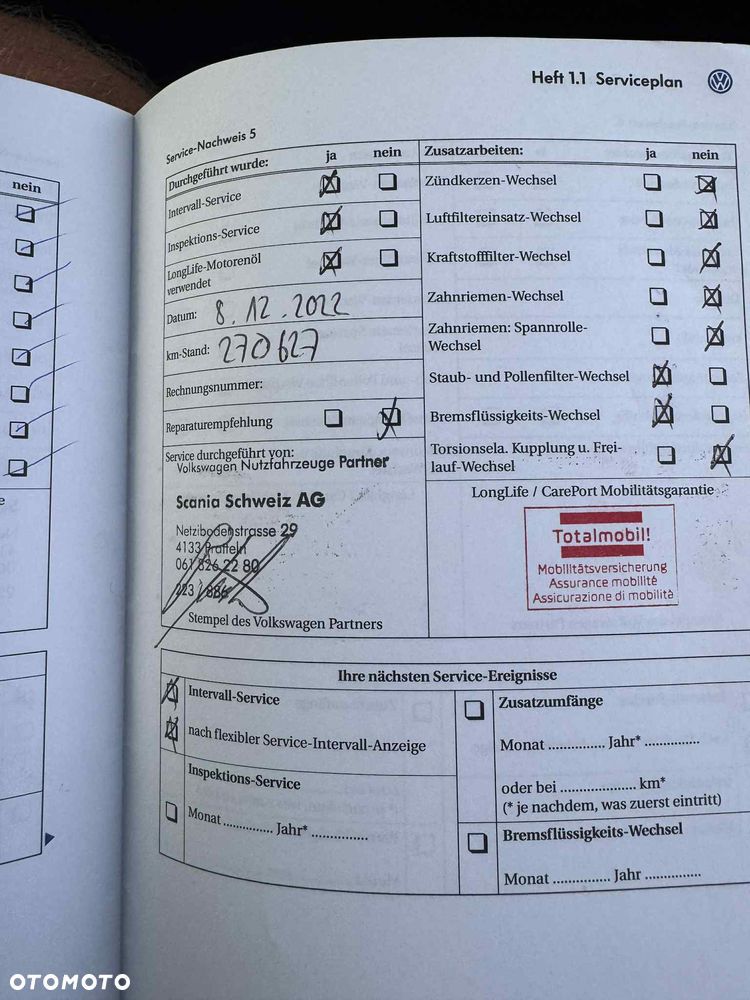 Heft 1.1 Serviceplan
nein
Service-Nachweis 5
Durchgeführt wurde: ja nein
Intervall-Service
Inspektions-Service
LongLife-Motorenöl
verwendet
Datum: 8.12.2022
km-Stand: 270627
Rechnungsnummer:
Reparaturempfehlung
Service durchgeführt von:
Volkswagen Nutzfahrzeuge Partner
Scania Schweiz AG
Netzibodenstrasse 29
4133 Pratteln
061 826 22 80
Stempel des Volkswagen Partners
Zusatzarbeiten: ja nein
Zündkerzen-Wechsel
Luftfiltereinsatz-Wechsel
Kraftstofffilter-Wechsel
Zahnriemen-Wechsel
Zahnriemen: Spannrolle-
Wechsel
Staub- und Pollenfilter-Wechsel
Bremsflüssigkeits-Wechsel
Torsionsela. Kupplung u. Frei-
lauf-Wechsel
LongLife / CarePort Mobilitätsgarantie
Totalmobil!
Mobilitätsversicherung
Assurance mobilité
Assicurazione di mobilità
Ihre nächsten Service-Ereignisse
Intervall-Service
nach flexibler Service-Intervall-Anzeige
Inspektions-Service
Monat .............. Jahr* ................
Zusatzumfänge
Monat ............... Jahr* ...............
oder bei .................... km*
(* je nachdem, was zuerst eintritt)
Bremsflüssigkeits-Wechsel
Monat ............... Jahr ...............
OTOMOTO